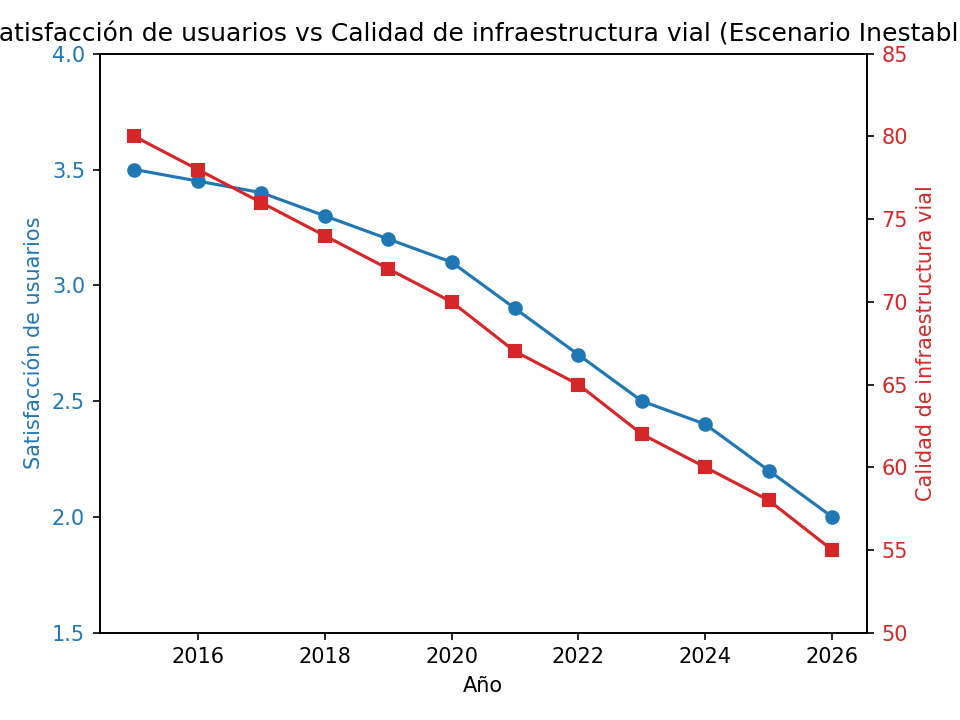 atisfacción de usuarios vs Calidad de infraestructura vial (Escenario Inestabl
4.0
3.5
3.0
2.5
2.0
1.5
Satisfacción de usuarios
85
80
75
70
65
60
55
50
Calidad de infraestructura vial
2016 2018 2020 2022 2024 2026
Año